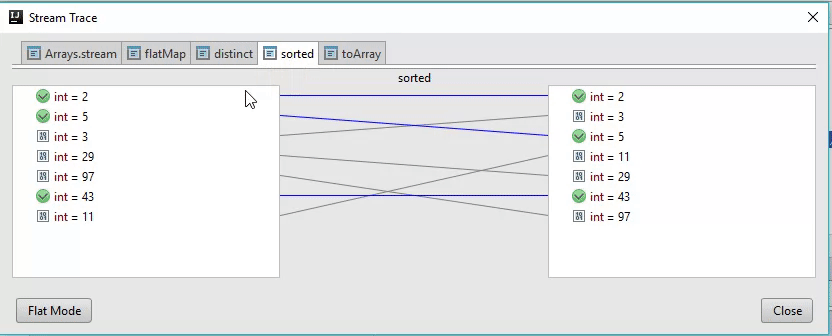 Stream Trace
Arrays.stream flatMap distinct sorted toArray
sorted
int = 2
int = 5
int = 3
int = 29
int = 97
int = 43
int = 11
int = 2
int = 3
int = 5
int = 11
int = 29
int = 43
int = 97
Flat Mode
Close